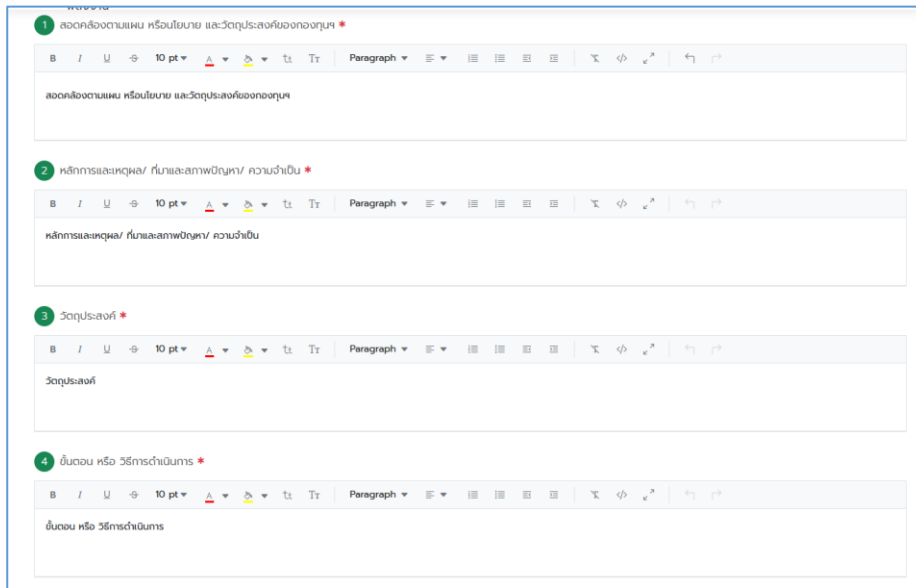 1 สอดคล้องตามแผน หรือนโยบาย และวัตถุประสงค์ของกองทุนฯ *
B I U S 10 pt A tt TT Paragraph </>
สอดคล้องตามแผน หรือนโยบาย และวัตถุประสงค์ของกองทุนฯ
2 หลักการและเหตุผล/ ที่มาและสภาพปัญหา/ ความจำเป็น *
B I U S 10 pt A tt TT Paragraph </>
หลักการและเหตุผล/ ที่มาและสภาพปัญหา/ ความจำเป็น
3 วัตถุประสงค์ *
B I U S 10 pt A tt TT Paragraph </>
วัตถุประสงค์
4 ขั้นตอน หรือ วิธีการดำเนินการ *
B I U S 10 pt A tt TT Paragraph </>
ขั้นตอน หรือ วิธีการดำเนินการ